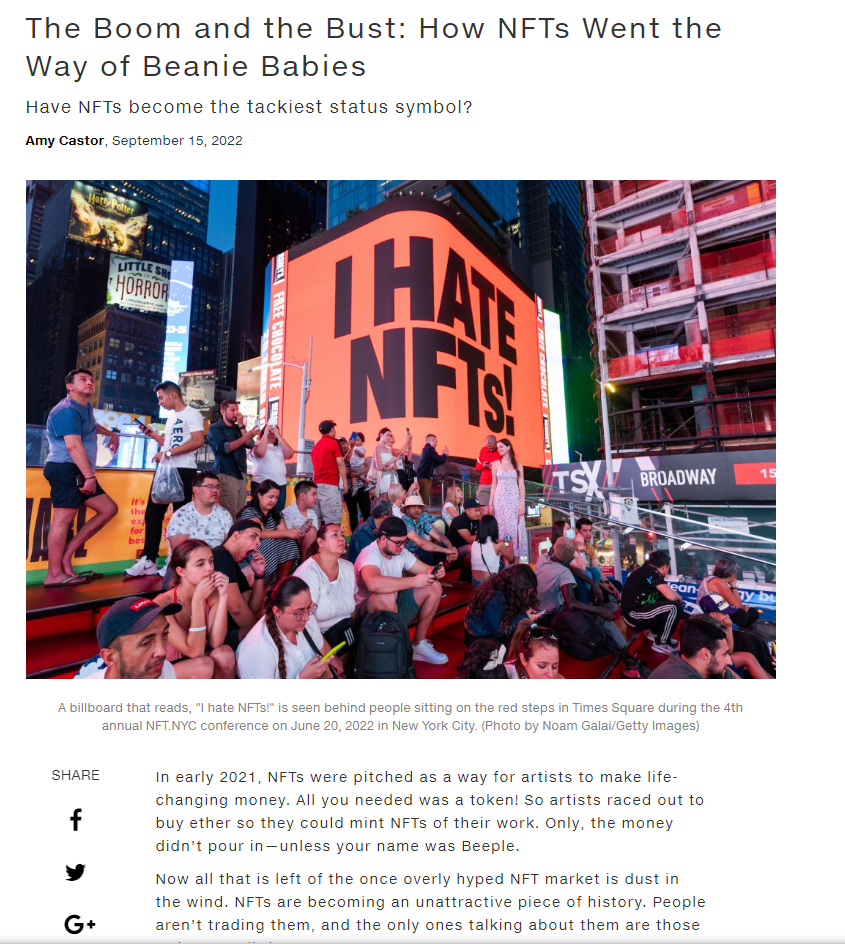 The Boom and the Bust: How NFTs Went the
Way of Beanie Babies
Have NFTs become the tackiest status symbol?
Amy Castor, September 15, 2022
Harry Potter
LITTLE
HORROR
FREE CHOCOLATE
I HATE
NFTs!
AERO
It's
the
for
TSX
BROADWAY
15
A billboard that reads, "I hate NFTs!" is seen behind people sitting on the red steps in Times Square during the 4th
annual NFT.NYC conference on June 20, 2022 in New York City. (Photo by Noam Galai/Getty Images)
SHARE
In early 2021, NFTs were pitched as a way for artists to make life-
changing money. All you needed was a token! So artists raced out to
buy ether so they could mint NFTs of their work. Only, the money
didn’t pour in—unless your name was Beeple.
Now all that is left of the once overly hyped NFT market is dust in
the wind. NFTs are becoming an unattractive piece of history. People
aren’t trading them, and the only ones talking about them are those